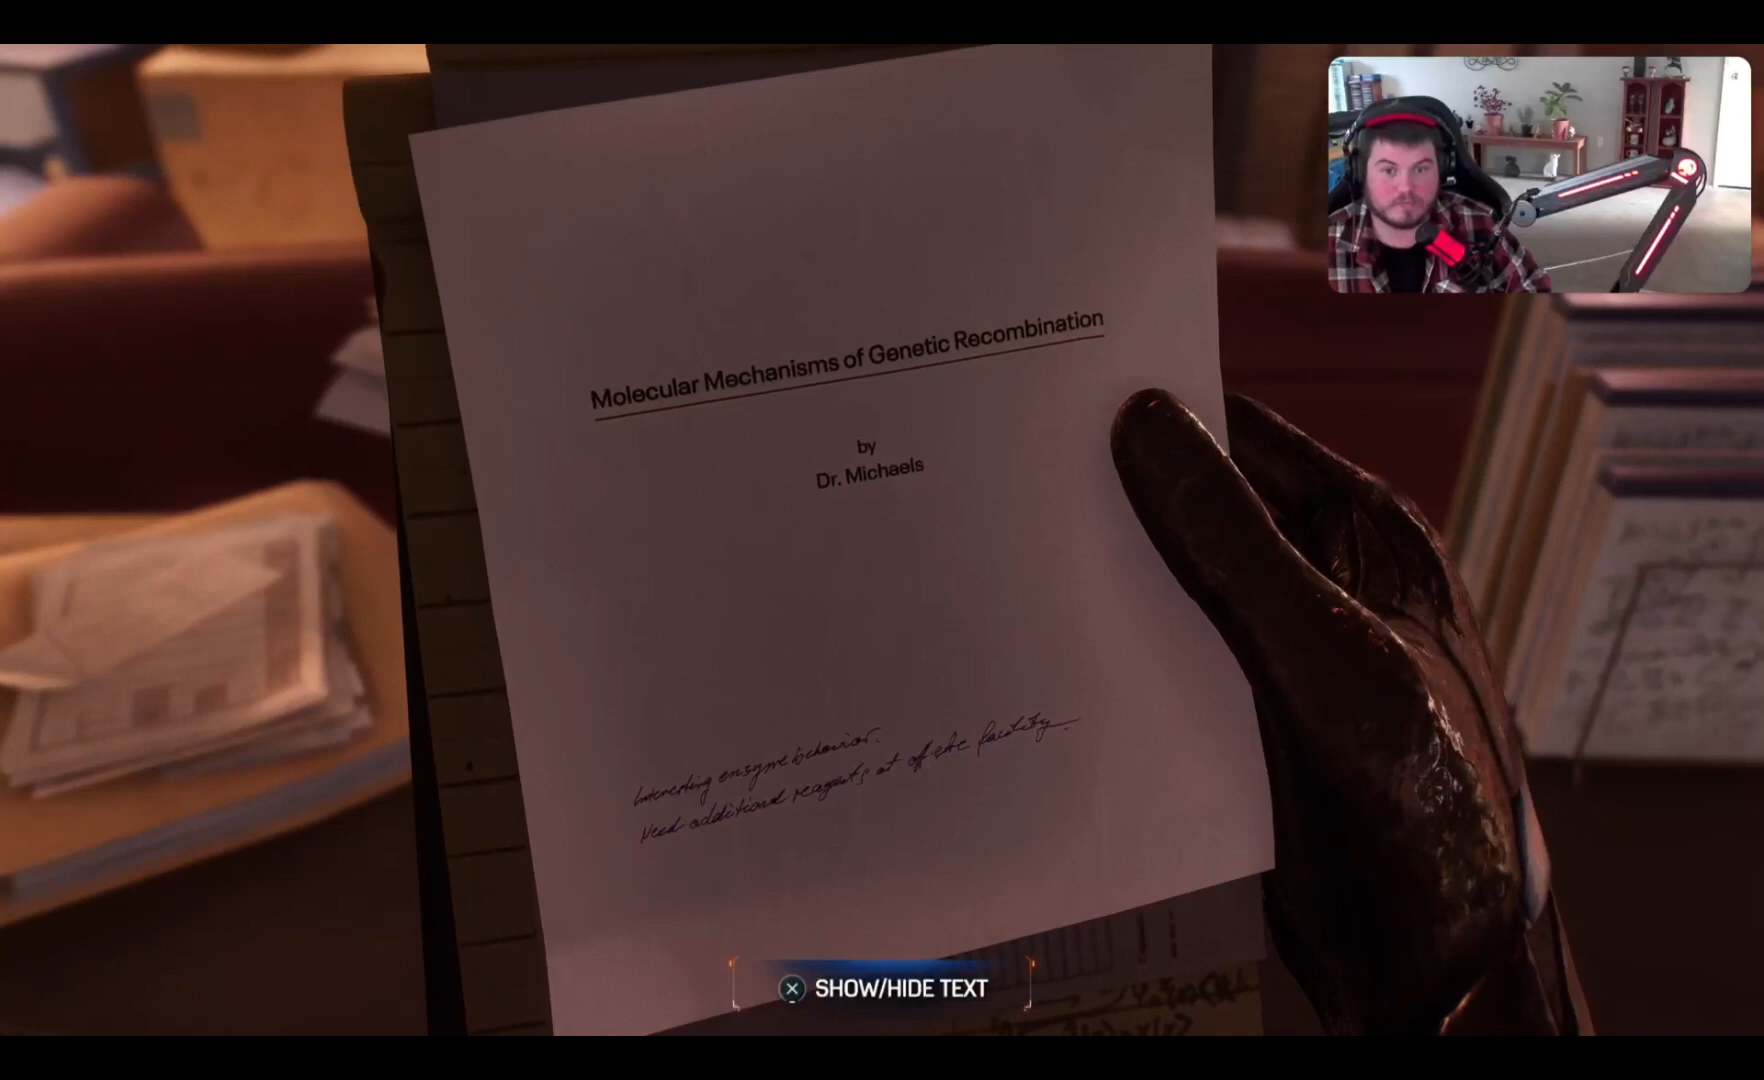 Molecular Mechanisms of Genetic Recombination
by
Dr. Michaels
Interesting enzyme behavior.
Need additional reagents at off-site facility.
SHOW/HIDE TEXT